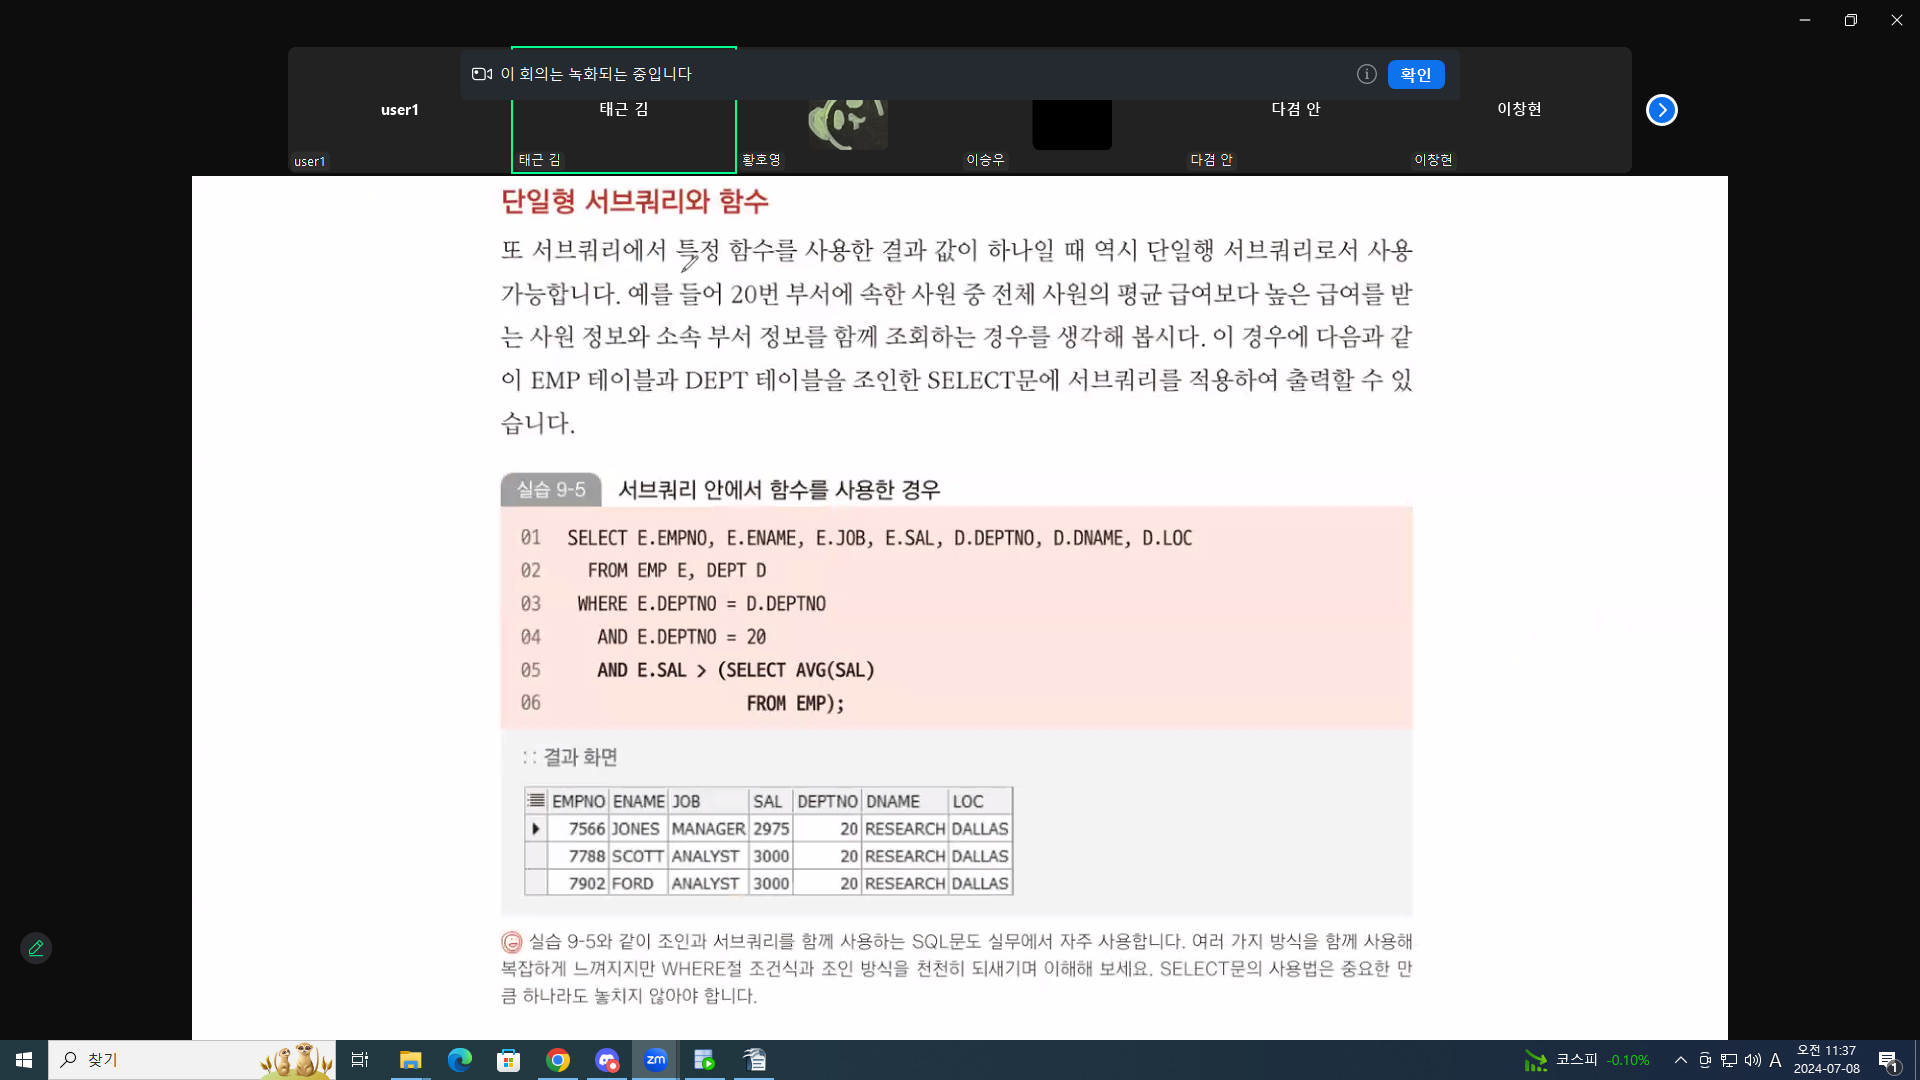 이 회의는 녹화되는 중입니다
확인
user1
태근 김
다겸 안
이창현
user1
태근 김
황호영
이승우
다겸 안
이창현
단일형 서브쿼리와 함수
또 서브쿼리에서 특정 함수를 사용한 결과 값이 하나일 때 역시 단일행 서브쿼리로서 사용
가능합니다. 예를 들어 20번 부서에 속한 사원 중 전체 사원의 평균 급여보다 높은 급여를 받
는 사원 정보와 소속 부서 정보를 함께 조회하는 경우를 생각해 봅시다. 이 경우에 다음과 같
이 EMP 테이블과 DEPT 테이블을 조인한 SELECT문에 서브쿼리를 적용하여 출력할 수 있
습니다.
실습 9-5 서브쿼리 안에서 함수를 사용한 경우
01 SELECT E.EMPNO, E.ENAME, E.JOB, E.SAL, D.DEPTNO, D.DNAME, D.LOC
02 FROM EMP E, DEPT D
03 WHERE E.DEPTNO = D.DEPTNO
04 AND E.DEPTNO = 20
05 AND E.SAL > (SELECT AVG(SAL)
06 FROM EMP);
:: 결과 화면
EMPNO ENAME JOB SAL DEPTNO DNAME LOC
7566 JONES MANAGER 2975 20 RESEARCH DALLAS
7788 SCOTT ANALYST 3000 20 RESEARCH DALLAS
7902 FORD ANALYST 3000 20 RESEARCH DALLAS
실습 9-5와 같이 조인과 서브쿼리를 함께 사용하는 SQL문도 실무에서 자주 사용합니다. 여러 가지 방식을 함께 사용해
복잡하게 느껴지지만 WHERE절 조건식과 조인 방식을 천천히 되새기며 이해해 보세요. SELECT문의 사용법은 중요한 만
큼 하나라도 놓치지 않아야 합니다.
찾기
zm
코스피 -0.10%
A
오전 11:37
2024-07-08
1